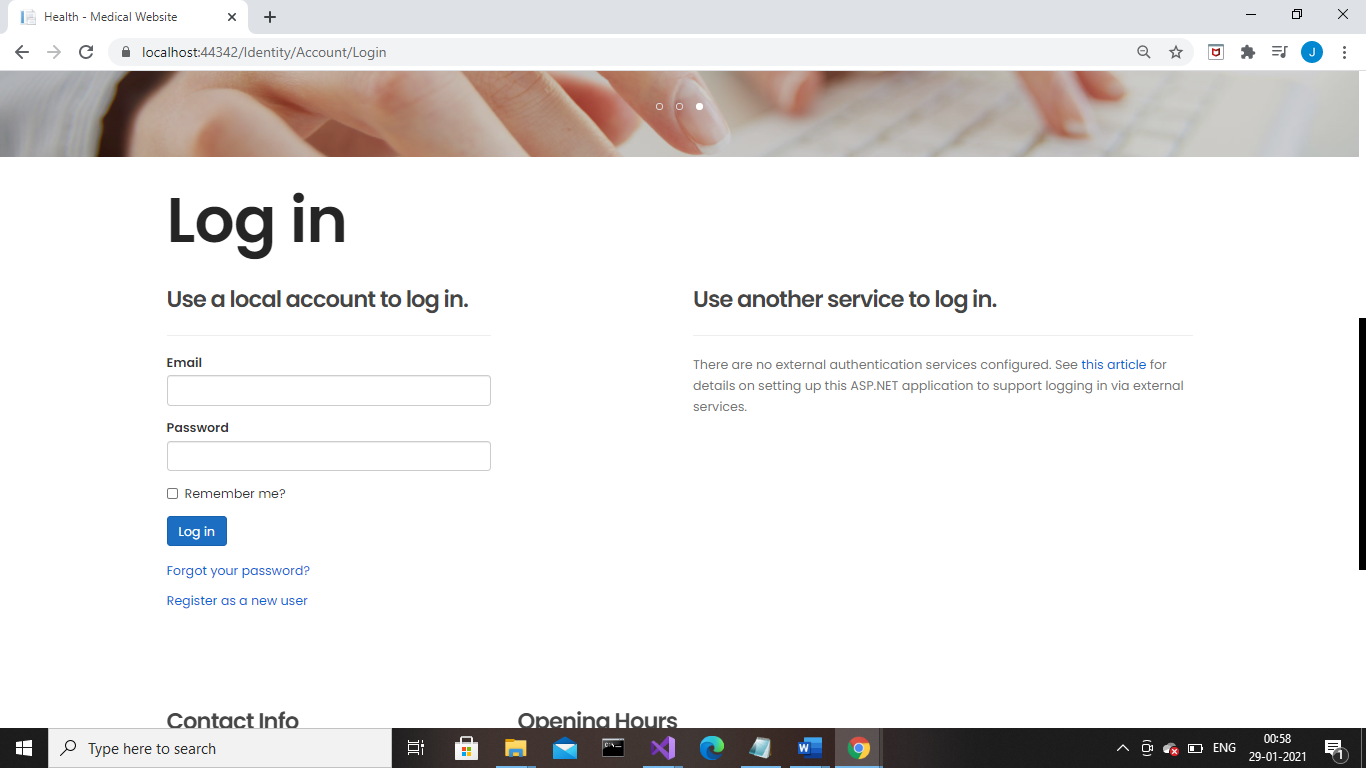 Health - Medical Website
localhost:44342/Identity/Account/Login
J
Log in
Use a local account to log in.
Email
Password
Remember me?
Log in
Forgot your password?
Register as a new user
Use another service to log in.
There are no external authentication services configured. See this article for
details on setting up this ASP.NET application to support logging in via external
services.
Contact Info
Opening Hours
Type here to search
ENG
00:58
29-01-2021
1